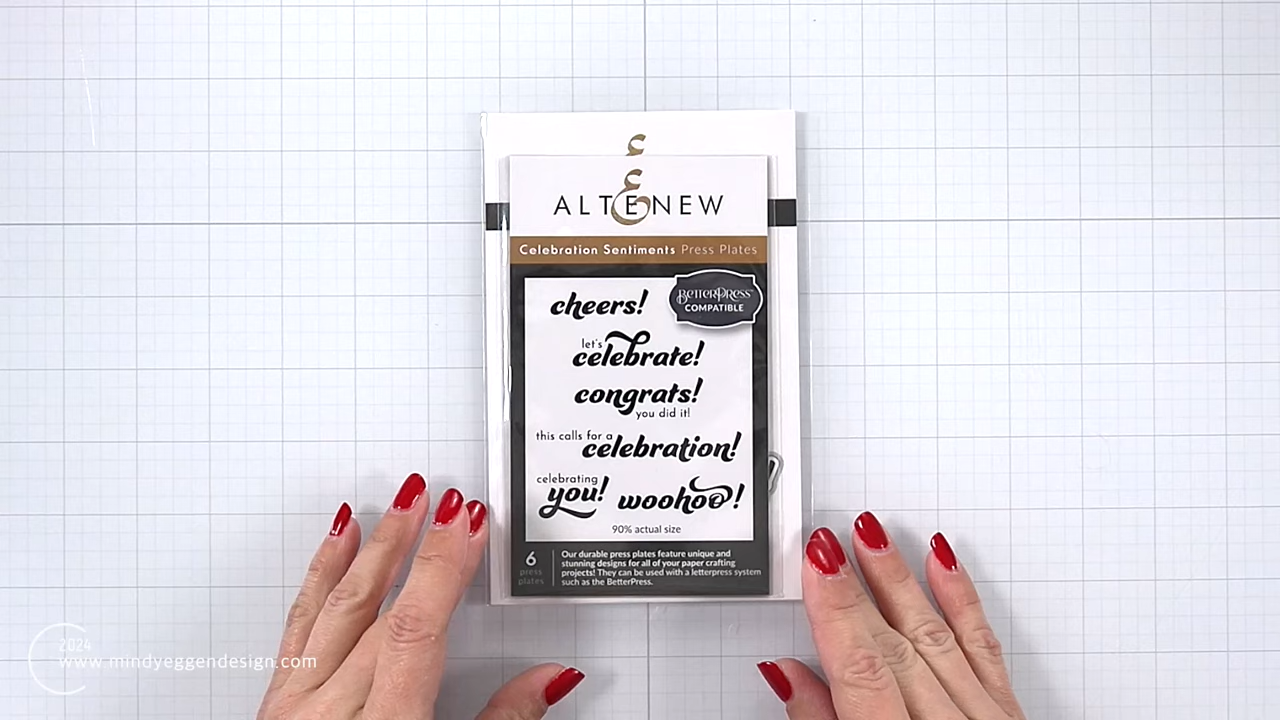 ALTENEW
Celebration Sentiments Press Plates
BETTERPRESS™
COMPATIBLE
cheers!
let's
celebrate!
congrats!
you did it!
this calls for a
celebration!
celebrating
you!
woohoo!
90% actual size
6
press
plates
Our durable press plates feature unique and
stunning designs for all of your paper crafting
projects! They can be used with a letterpress system
such as the BetterPress.
2024
www.mindyeggendesign.com